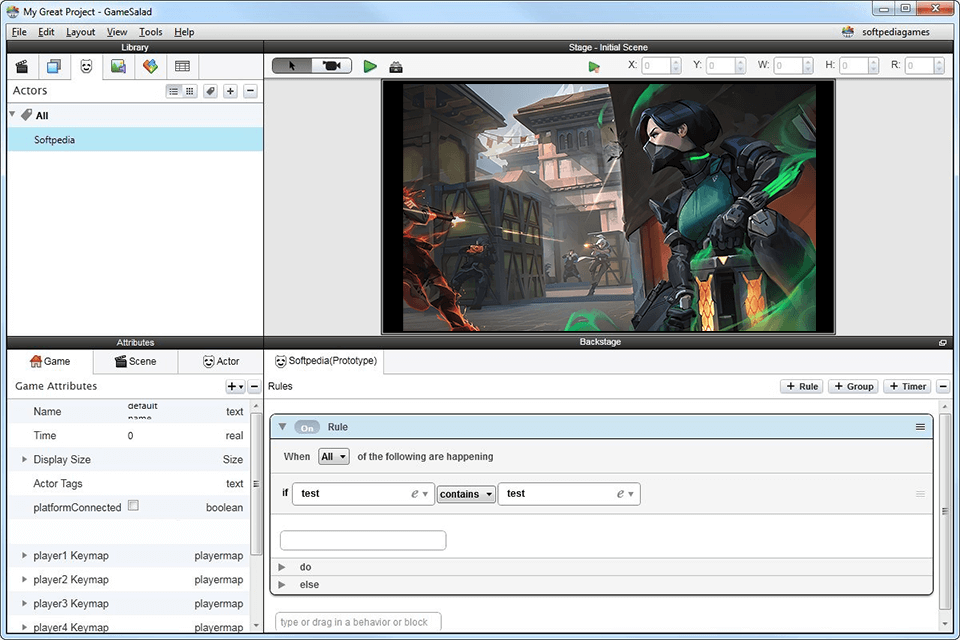 My Great Project - GameSalad
File Edit Layout View Tools Help
softpediagames
Library
Stage - Initial Scene
X: 0 Y: 0 W: 0 H: 0 R: 0
Actors
All
Softpedia
Attributes
Backstage
Game Scene Actor
Softpedia(Prototype)
Game Attributes
Rules
+ Rule + Group + Timer
Name default name text
Time 0 real
Display Size Size
Actor Tags text
platformConnected boolean
player1 Keymap playermap
player2 Keymap playermap
player3 Keymap playermap
player4 Keymap playermap
On Rule
When All of the following are happening
if test e contains test e
do
else
type or drag in a behavior or block